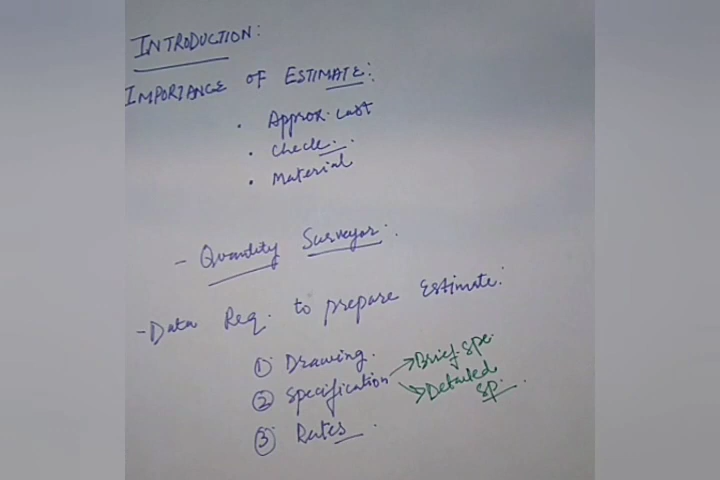 INTRODUCTION:
IMPORTANCE OF ESTIMATE:
• Approx. cost
• Check.
• Material
- Quantity Surveyor:
- Data Req. to prepare Estimate:
① Drawing.
② Specification → Brief. Spe.
→ Detailed
Sp.
③ Rates.